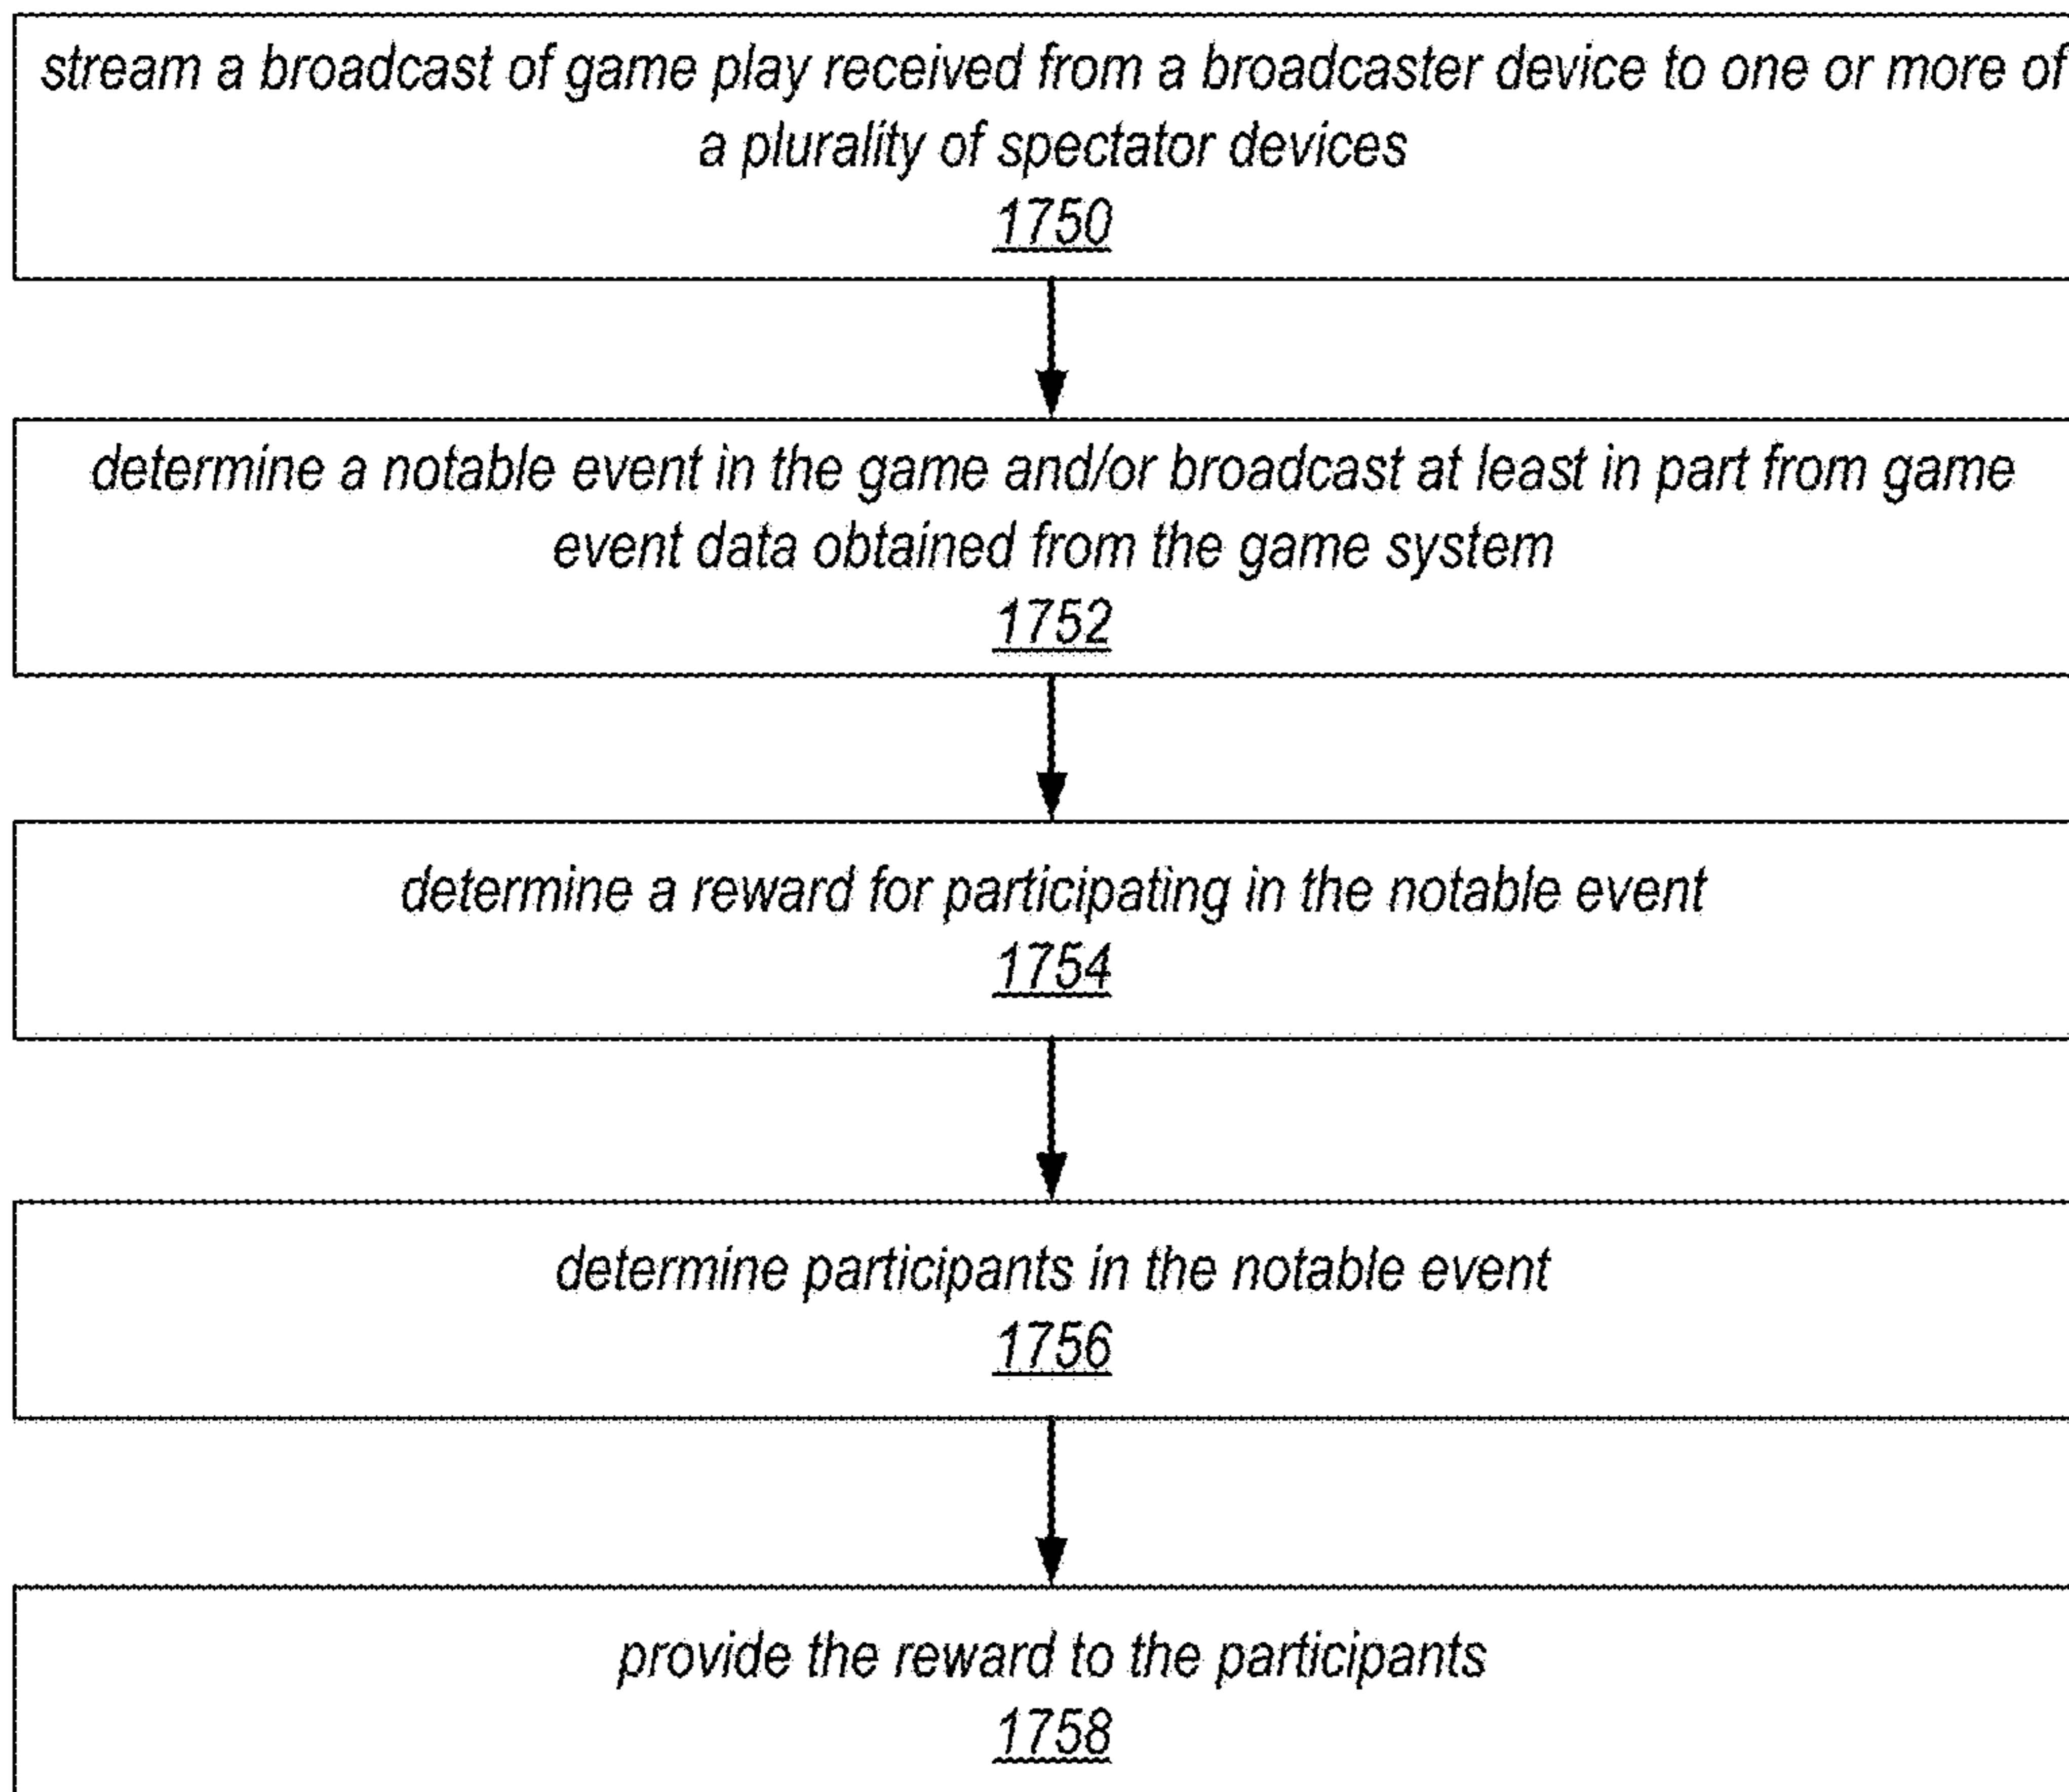 stream a broadcast of game play received from a broadcaster device to one or more of
a plurality of spectator devices
1750
determine a notable event in the game and/or broadcast at least in part from game
event data obtained from the game system
1752
determine a reward for participating in the notable event
1754
determine participants in the notable event
1756
provide the reward to the participants
1758